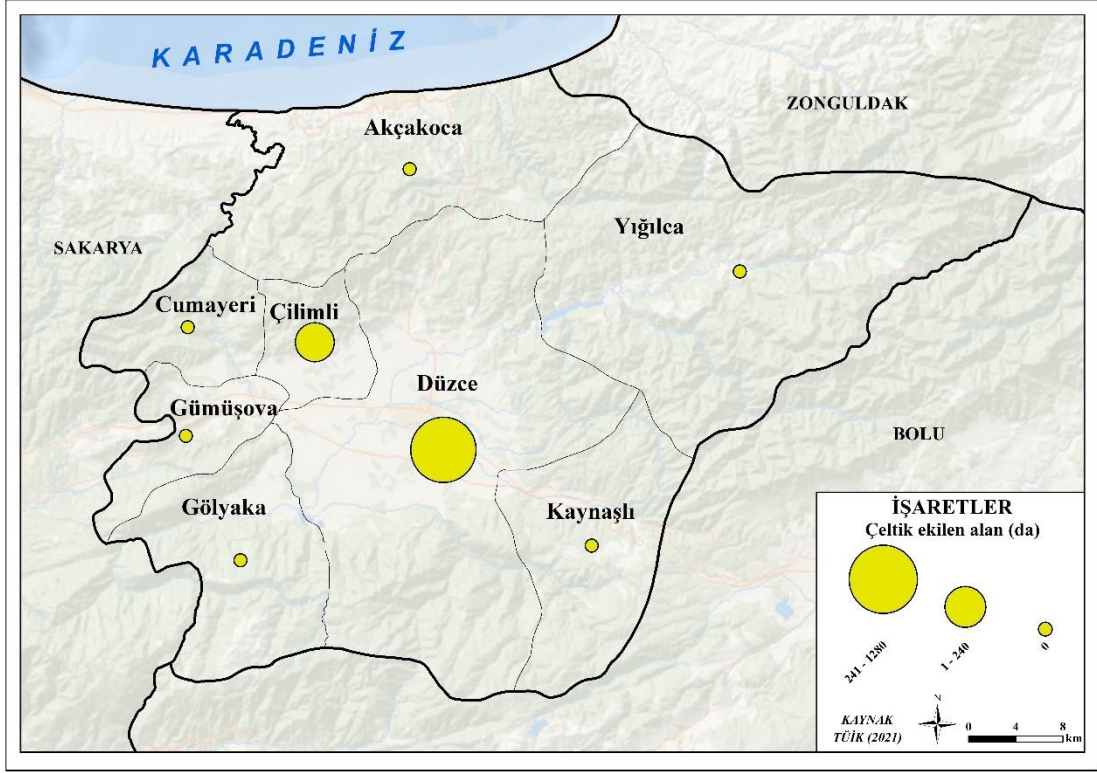 KARADENİZ
ZONGULDAK
Akçakoca
Yığılca
SAKARYA
Cumayeri
Çilimli
Düzce
Gümüşova
BOLU
Gölyaka
Kaynaşlı
İŞARETLER
Çeltik ekilen alan (da)
241 - 1280
1 - 240
0
KAYNAK
TÜİK (2021)
N
0 4 8
km